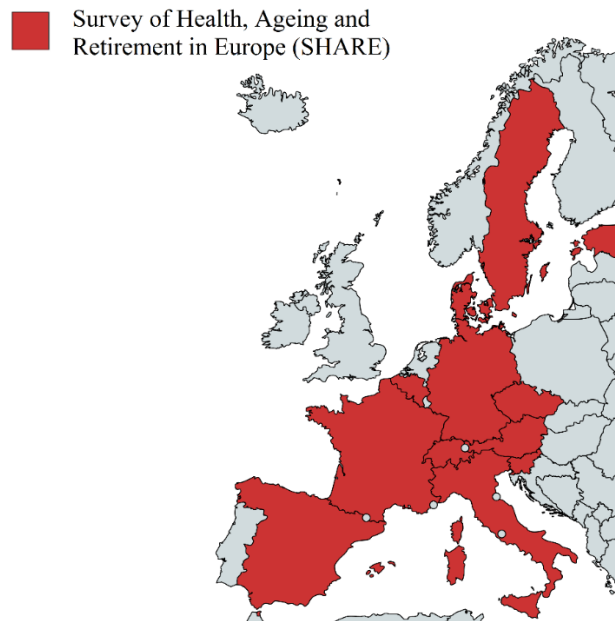 Survey of Health, Ageing and
Retirement in Europe (SHARE)